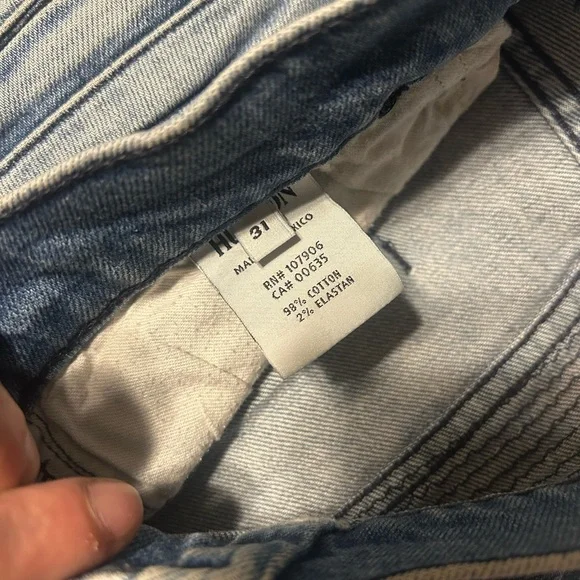 31
RN# 107906
CA# 00635
98% COTTON
2% ELASTAN